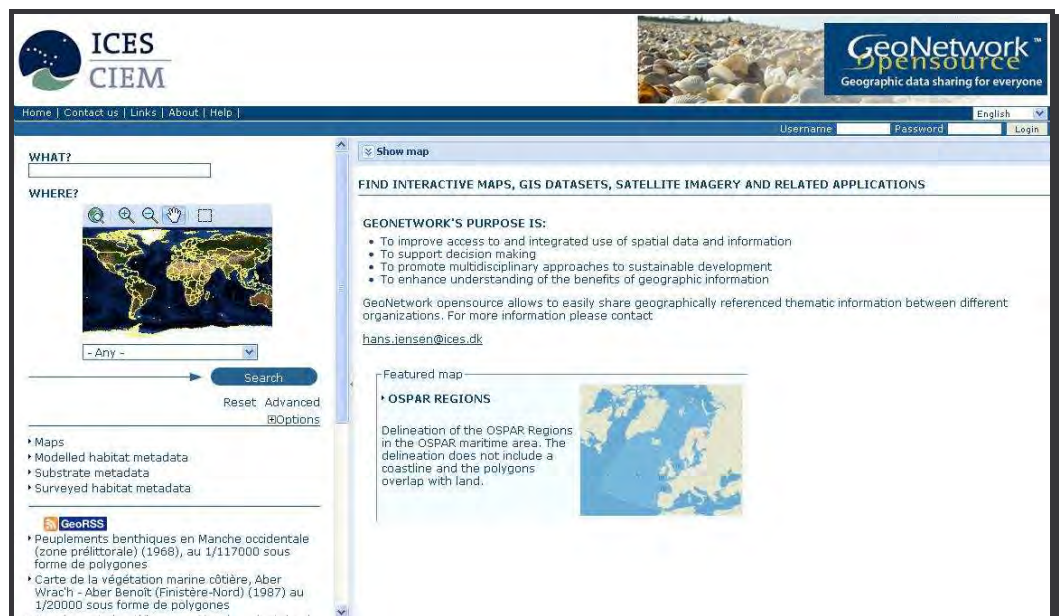 ICES
CIEM
GeoNetwork™
Opensource
Geographic data sharing for everyone
Home | Contact us | Links | About | Help |
English
Username
Password
Login
WHAT?
WHERE?
- Any -
Search
Reset Advanced
Options
Maps
Modelled habitat metadata
Substrate metadata
Surveyed habitat metadata
GeoRSS
Peuplements benthiques en Manche occidentale
(zone prélittorale) (1968), au 1/117000 sous
forme de polygones
Carte de la végétation marine côtière, Aber
Wrac'h - Aber Benoît (Finistère-Nord) (1987) au
1/20000 sous forme de polygones
Show map
FIND INTERACTIVE MAPS, GIS DATASETS, SATELLITE IMAGERY AND RELATED APPLICATIONS
GEONETWORK'S PURPOSE IS:
• To improve access to and integrated use of spatial data and information
• To support decision making
• To promote multidisciplinary approaches to sustainable development
• To enhance understanding of the benefits of geographic information
GeoNetwork opensource allows to easily share geographically referenced thematic information between different
organizations. For more information please contact
hans.jensen@ices.dk
Featured map
OSPAR REGIONS
Delineation of the OSPAR Regions
in the OSPAR maritime area. The
delineation does not include a
coastline and the polygons
overlap with land.